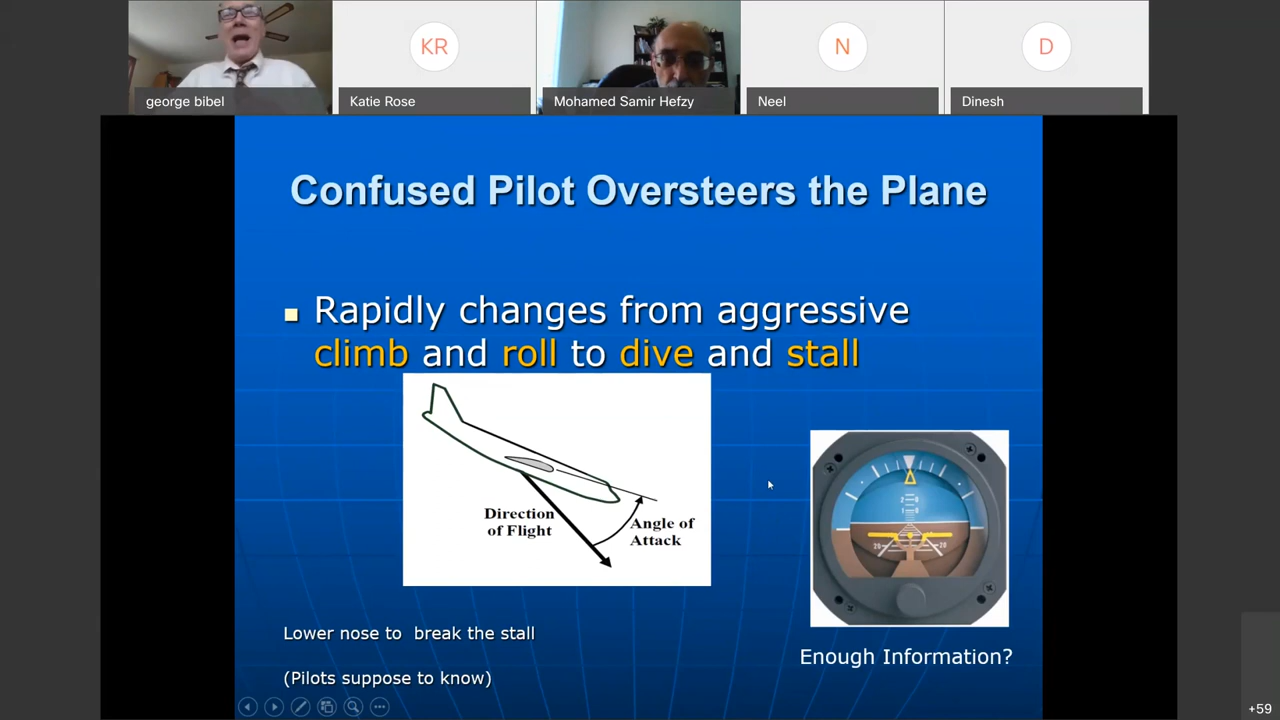 KR
N
D
george bibel
Katie Rose
Mohamed Samir Hefzy
Neel
Dinesh
Confused Pilot Oversteers the Plane
Rapidly changes from aggressive
climb and roll to dive and stall
Direction
of Flight
Angle of
Attack
20
20
Lower nose to break the stall
Enough Information?
(Pilots suppose to know)
+59